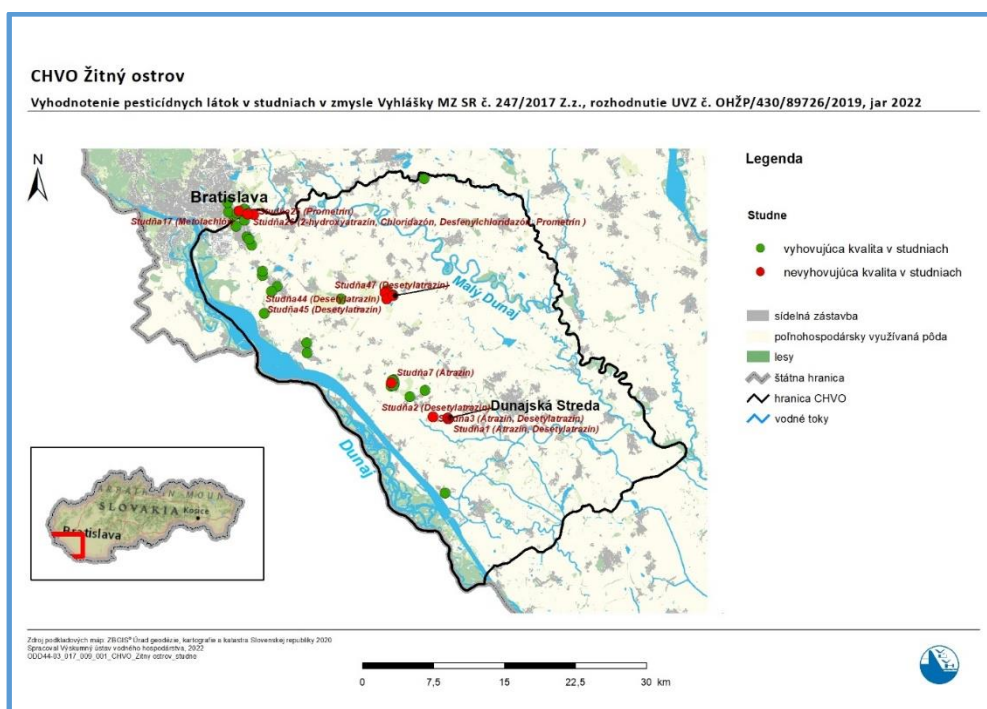 CHVO Žitný ostrov
Vyhodnotenie pesticídnych látok v studniach v zmysle Vyhlášky MZ SR č. 247/2017 Z.z., rozhodnutie UVZ č. OHŽP/430/89726/2019, jar 2022
N
Bratislava
(Prometrín)
Studňa17 (Metolachlór)
(2-hydroxyatrazín, Chloridazón, Desfenylchloridazón, Prometrín )
Studňa47 (Desetylatrazín)
Studňa44 (Desetylatrazín)
Studňa45 (Desetylatrazín)
Malý Dunaj
Studňa7 (Atrazín)
Studňa2 (Desetylatrazín)
Dunajská Streda
Studňa3 (Atrazín, Desetylatrazín)
Studňa1 (Atrazín, Desetylatrazín)
Dunaj
Legenda
Studne
vyhovujúca kvalita v studniach
nevyhovujúca kvalita v studniach
sídelná zástavba
poľnohospodársky využívaná pôda
lesy
štátna hranica
hranica CHVO
vodné toky
SLOVAKIA
Košice
Bratislava
Zdroj podkladových máp: ZBGIS® Úrad geodézie, kartografie a katastra Slovenskej republiky 2020
Spracoval Výskumný ústav vodného hospodárstva, 2022
ODD44-03_017_009_001_CHVO_Zitny ostrov_studne
0 7,5 15 22,5 30 km